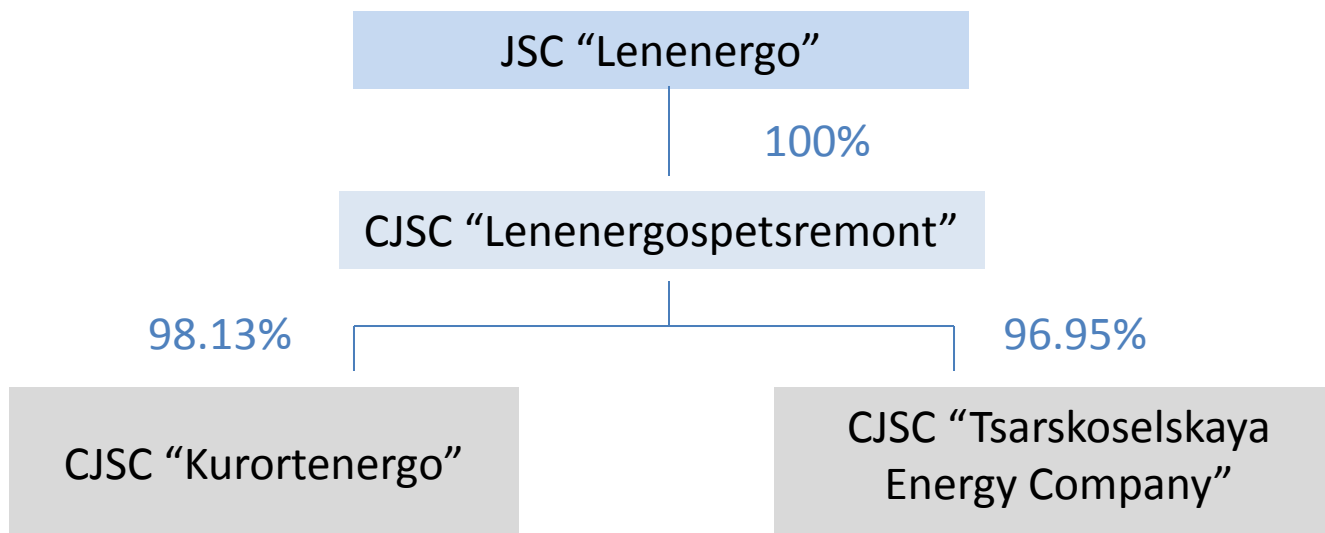 JSC “Lenenergo”
100%
CJSC “Lenenergospetsremont”
98.13%
96.95%
CJSC “Kurortenergo”
CJSC “Tsarskoselskaya
Energy Company”